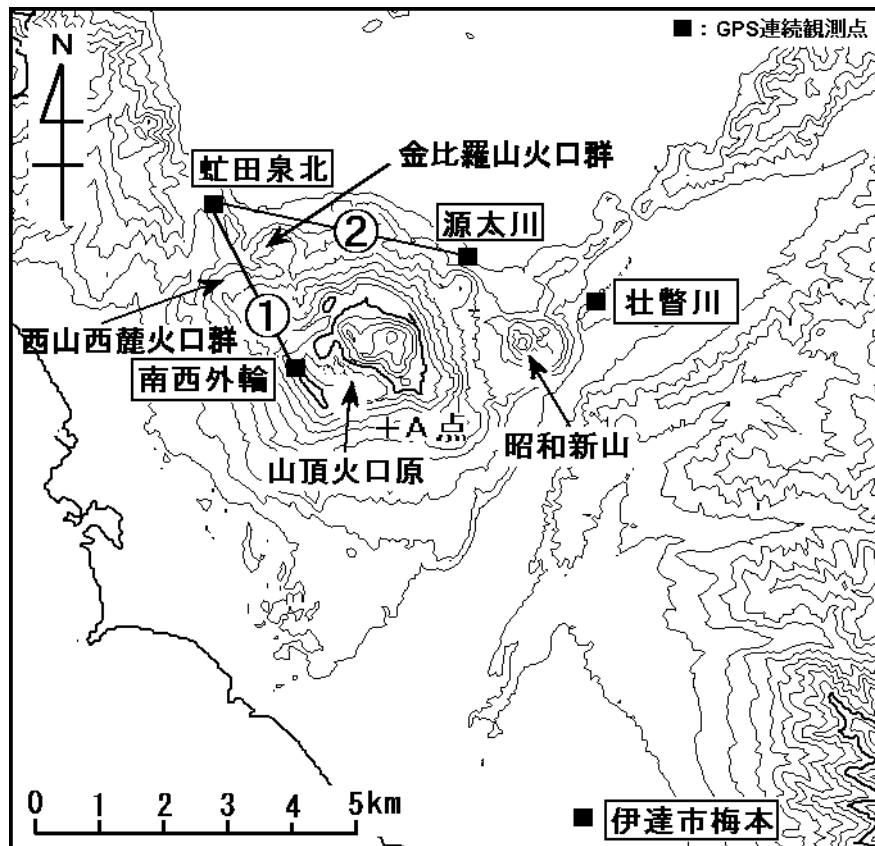 ■：GPS連続観測点
N
金比羅山火口群
虻田泉北
②
源太川
壮瞥川
①
西山西麓火口群
南西外輪
＋A点
昭和新山
山頂火口原
0 1 2 3 4 5km
伊達市梅本